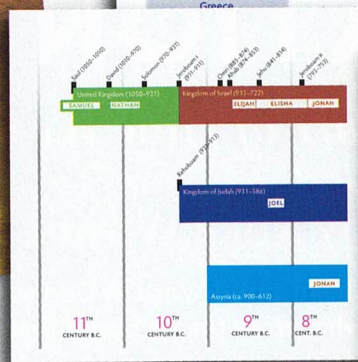 Greece
Saul (1050–1010)
David (1010–970)
Solomon (970–931)
Jeroboam I (931–911)
Omri (885–874)
Ahab (874–853)
Jehu (841–814)
Jeroboam II (793–753)
United Kingdom (1050–931)
Kingdom of Israel (931–722)
SAMUEL
NATHAN
ELIJAH
ELISHA
JONAH
Rehoboam (931–913)
Kingdom of Judah (931–586)
JOEL
JONAH
Assyria (ca. 900–612)
11TH
CENTURY B.C.
10TH
CENTURY B.C.
9TH
CENTURY B.C.
8TH
CENT. B.C.